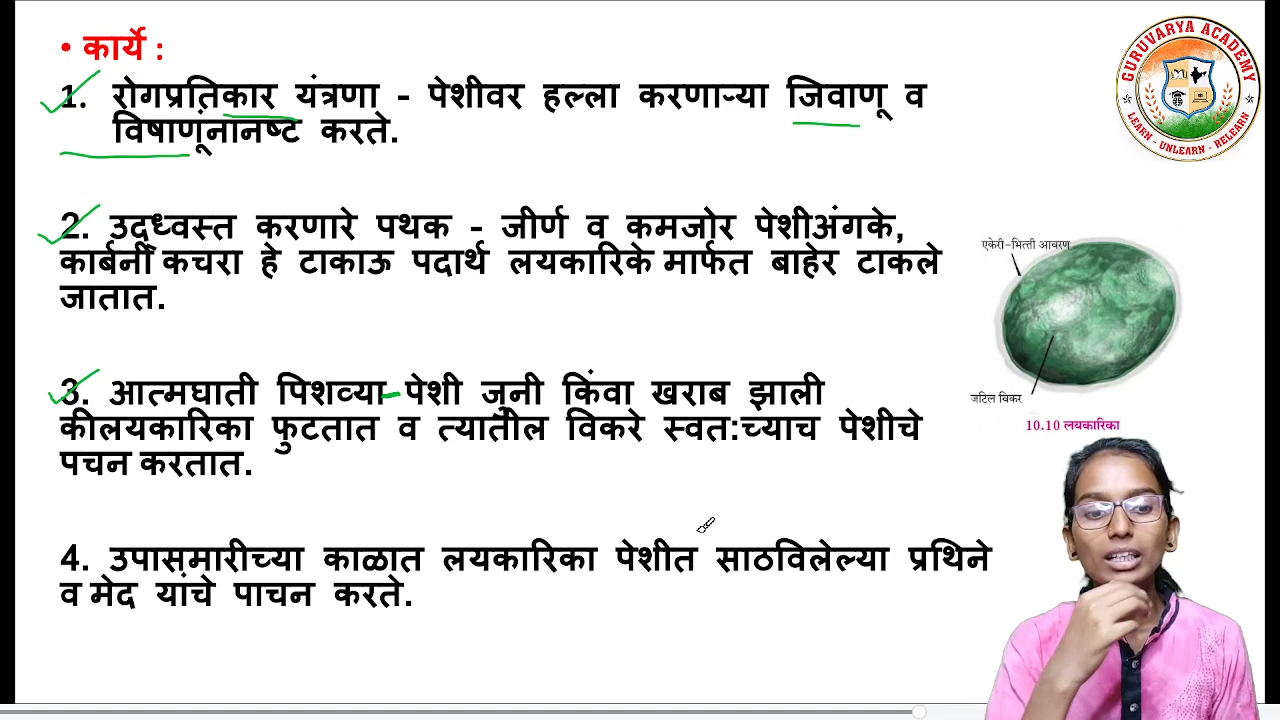 • कार्ये :
1. रोगप्रतिकार यंत्रणा - पेशीवर हल्ला करणाऱ्या जिवाणू व
विषाणूंनानष्ट करते.
2. उद्ध्वस्त करणारे पथक - जीर्ण व कमजोर पेशीअंगके,
कार्बनी कचरा हे टाकाऊ पदार्थ लयकारिके मार्फत बाहेर टाकले
जातात.
3. आत्मघाती पिशव्या- पेशी जुनी किंवा खराब झाली
कीलयकारिका फुटतात व त्यातील विकरे स्वत:च्याच पेशीचे
पचन करतात.
4. उपासमारीच्या काळात लयकारिका पेशीत साठविलेल्या प्रथिने
व मेद यांचे पाचन करते.
GURUVARYA ACADEMY
LEARN - UNLEARN - RELEARN
एकेरी-भित्ती आवरण
जटिल विकर
10.10 लयकारिका